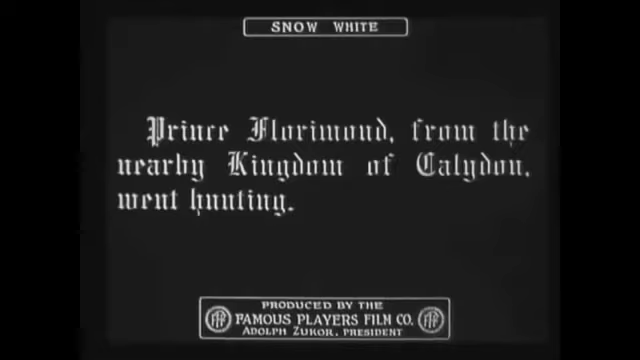 SNOW WHITE
Prince Florimond, from the
nearby Kingdom of Calydon,
went hunting.
PRODUCED BY THE
FAMOUS PLAYERS FILM CO.
ADOLPH ZUKOR, PRESIDENT